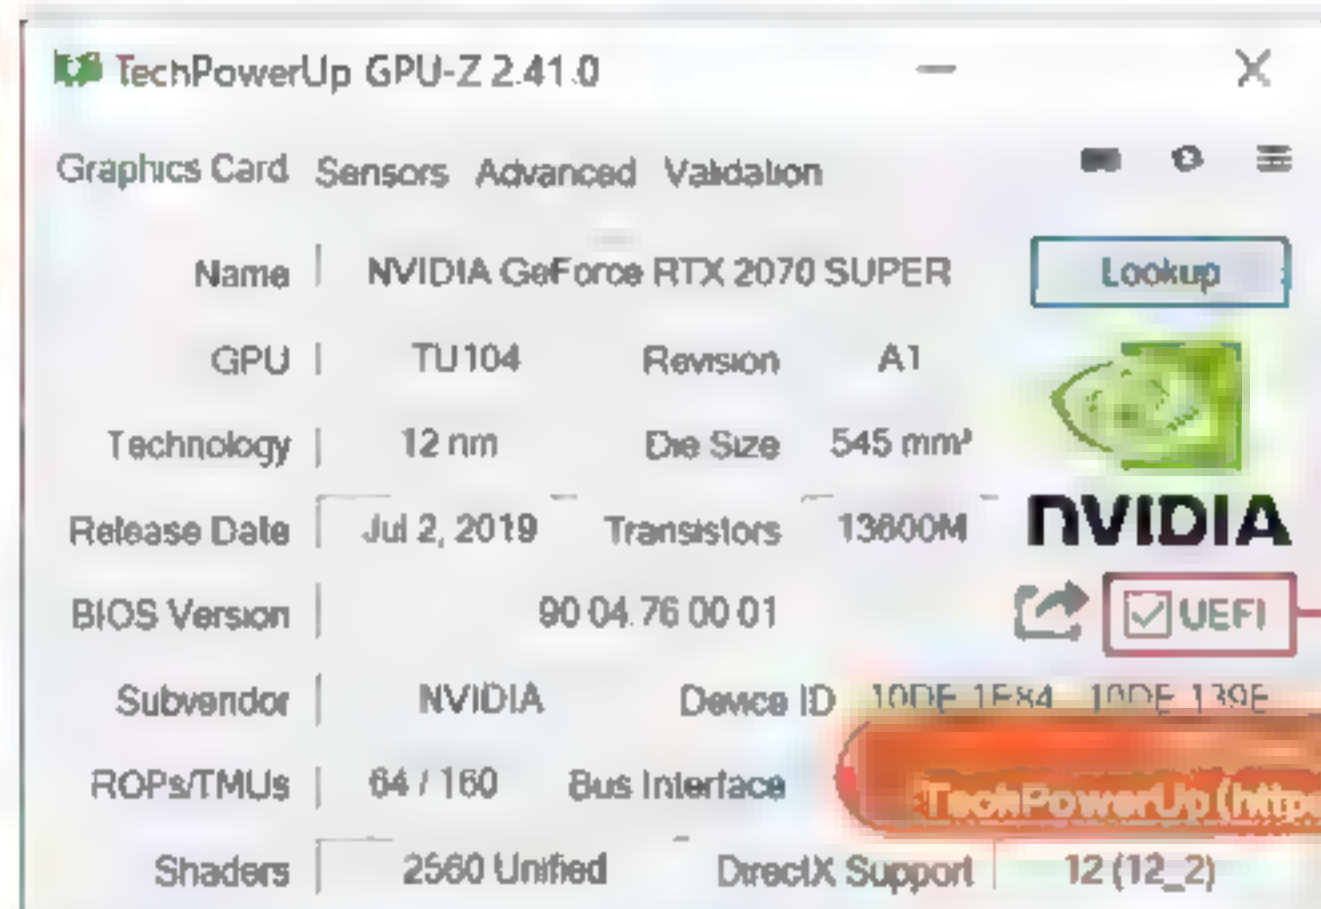 TechPowerUp GPU-Z 2.41.0
Graphics Card Sensors Advanced Validation
Name NVIDIA GeForce RTX 2070 SUPER Lookup
GPU TU104 Revision A1
Technology 12 nm Die Size 545 mm²
Release Date Jul 2, 2019 Transistors 13600M
NVIDIA
BIOS Version 90.04.76.00.01 UEFI
Subvendor NVIDIA Device ID 10DE 1E84 10DE 139E
ROPs/TMUs 64 / 160 Bus Interface TechPowerUp (https
Shaders 2560 Unified DirectX Support 12 (12_2)